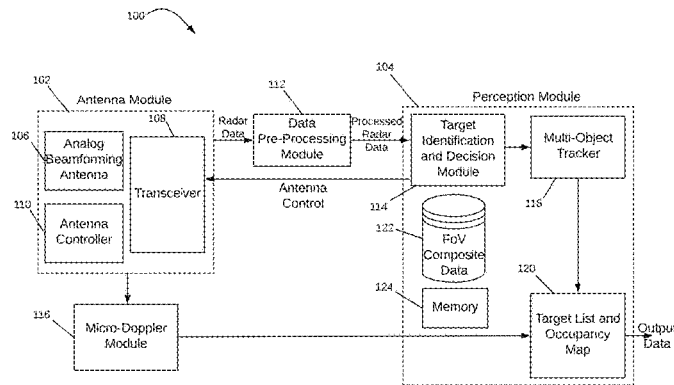 100
102
Antenna Module
106
Analog
Beamforming
Antenna
108
Transceiver
110
Antenna
Controller
Radar
Data
112
Data
Pre-Processing
Module
Processed
Radar
Data
Antenna
Control
104
Perception Module
Target
Identification
and Decision
Module
114
Multi-Object
Tracker
118
122
FoV
Composite
Data
124
Memory
120
Target List and
Occupancy
Map
Output
Data
116
Micro-Doppler
Module